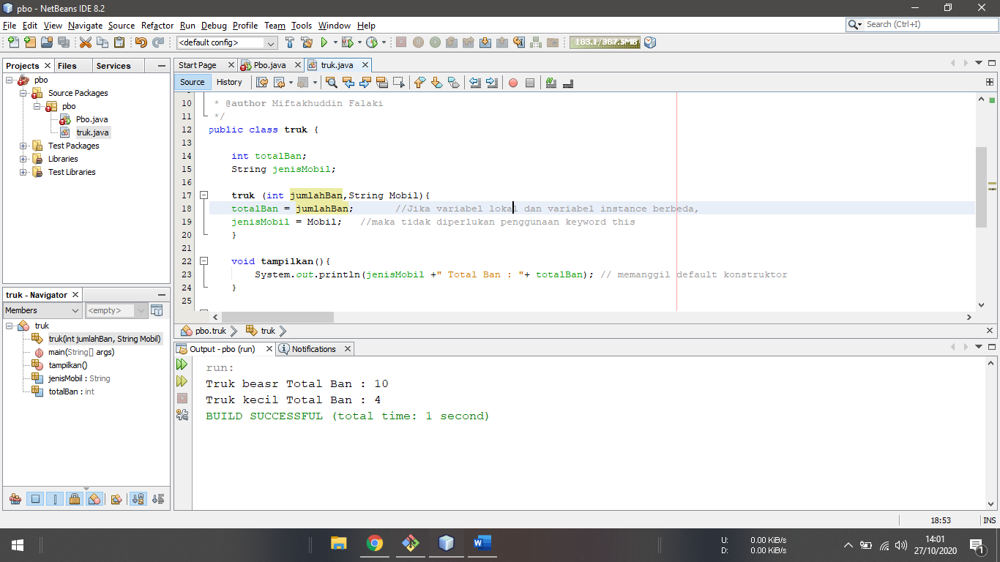 pbo - NetBeans IDE 8.2
File Edit View Navigate Source Refactor Run Debug Profile Team Tools Window Help
Search (Ctrl+I)
<default config>
183.1/387.5MB
Projects Files Services
pbo
Source Packages
pbo
Pbo.java
truk.java
Test Packages
Libraries
Test Libraries
truk - Navigator
Members <empty>
truk
truk(int jumlahBan, String Mobil)
main(String[] args)
tampilkan()
jenisMobil : String
totalBan : int
Start Page Pbo.java truk.java
Source History
10 * @author Miftakhuddin Falaki
11 */
12 public class truk {
13
14 int totalBan;
15 String jenisMobil;
16
17 truk (int jumlahBan,String Mobil){
18 totalBan = jumlahBan; //Jika variabel lokal dan variabel instance berbeda,
19 jenisMobil = Mobil; //maka tidak diperlukan penggunaan keyword this
20 }
21
22 void tampilkan(){
23 System.out.println(jenisMobil +" Total Ban : "+ totalBan); // memanggil default konstruktor
24 }
25
pbo.truk truk
Output - pbo (run) Notifications
run:
Truk beasr Total Ban : 10
Truk kecil Total Ban : 4
BUILD SUCCESSFUL (total time: 1 second)
18:53 INS
U: 0.00 KiB/s
D: 0.00 KiB/s
14:01
27/10/2020
1